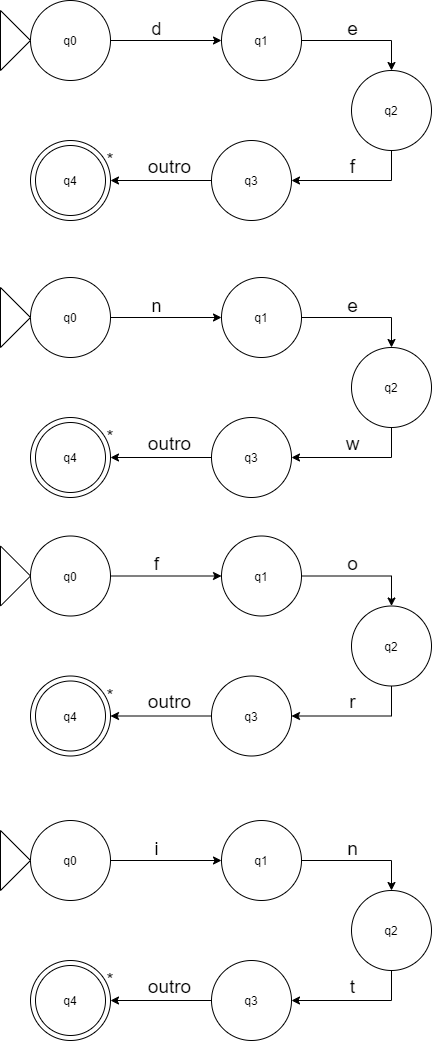 q0 d q1 e
q2
q4 * outro q3 f
q0 n q1 e
q2
q4 * outro q3 w
q0 f q1 o
q2
q4 * outro q3 r
q0 i q1 n
q2
q4 * outro q3 t